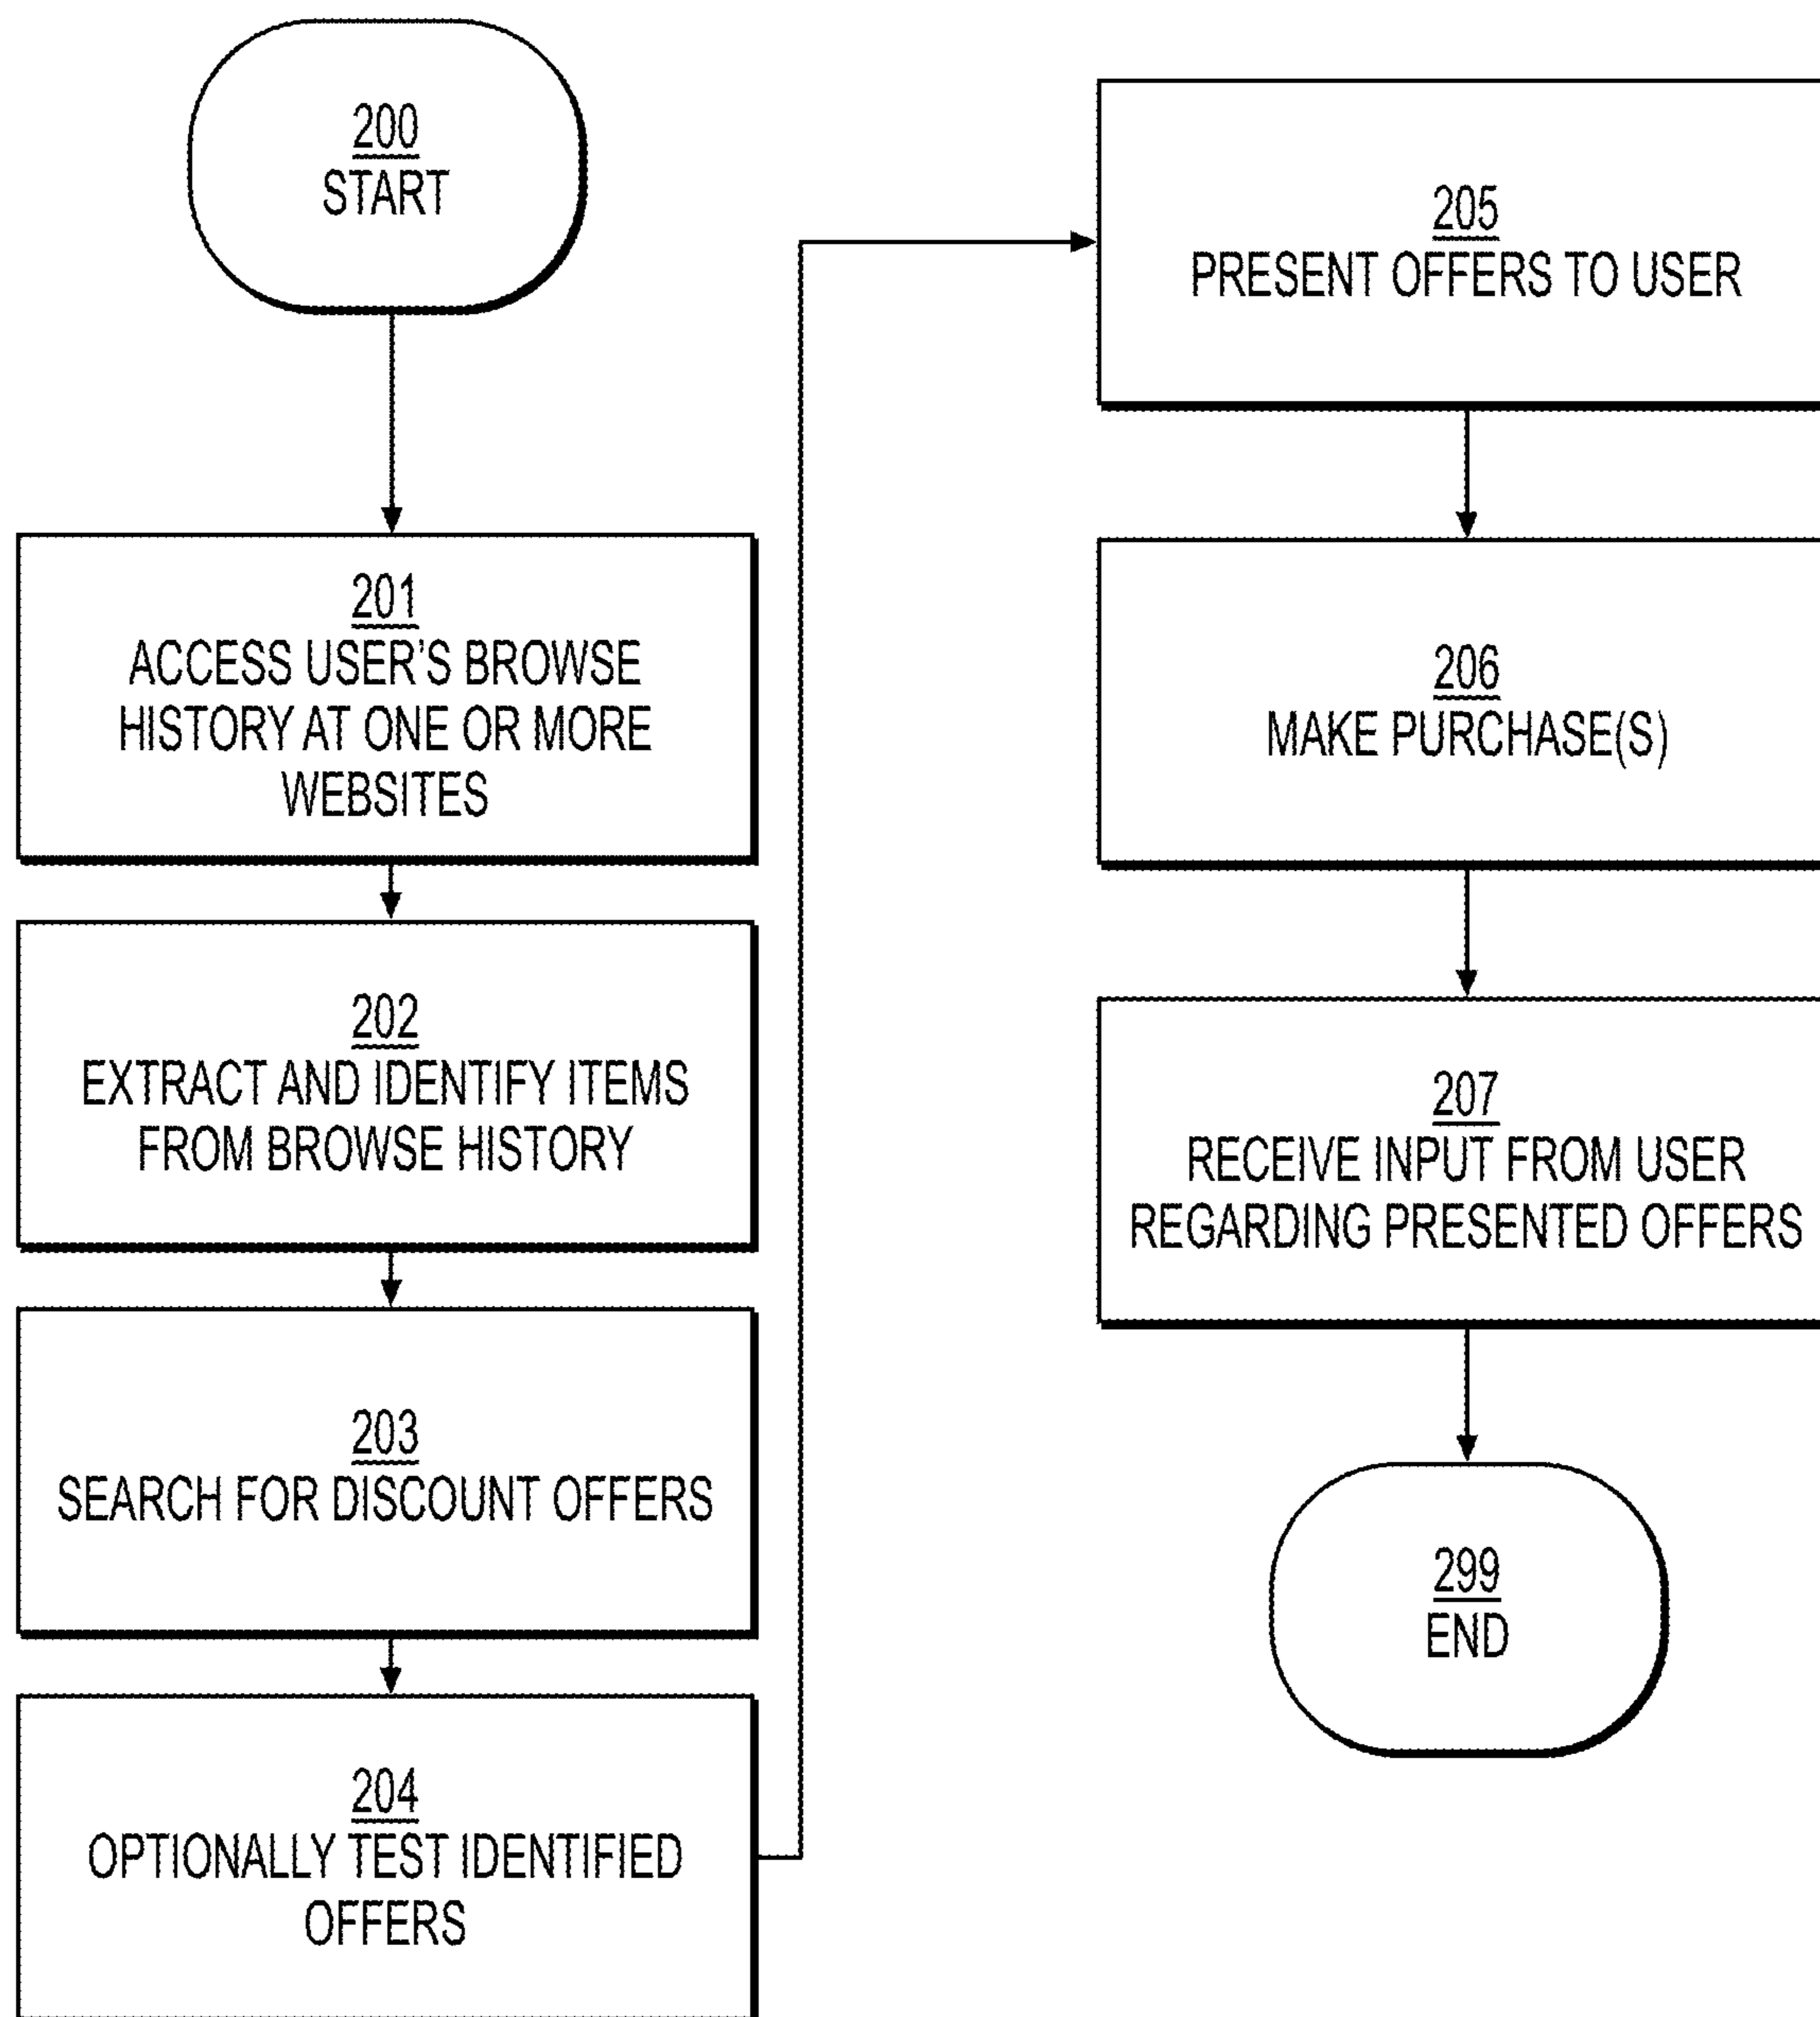 200
START
201
ACCESS USER'S BROWSE
HISTORY AT ONE OR MORE
WEBSITES
202
EXTRACT AND IDENTIFY ITEMS
FROM BROWSE HISTORY
203
SEARCH FOR DISCOUNT OFFERS
204
OPTIONALLY TEST IDENTIFIED
OFFERS
205
PRESENT OFFERS TO USER
206
MAKE PURCHASE(S)
207
RECEIVE INPUT FROM USER
REGARDING PRESENTED OFFERS
299
END